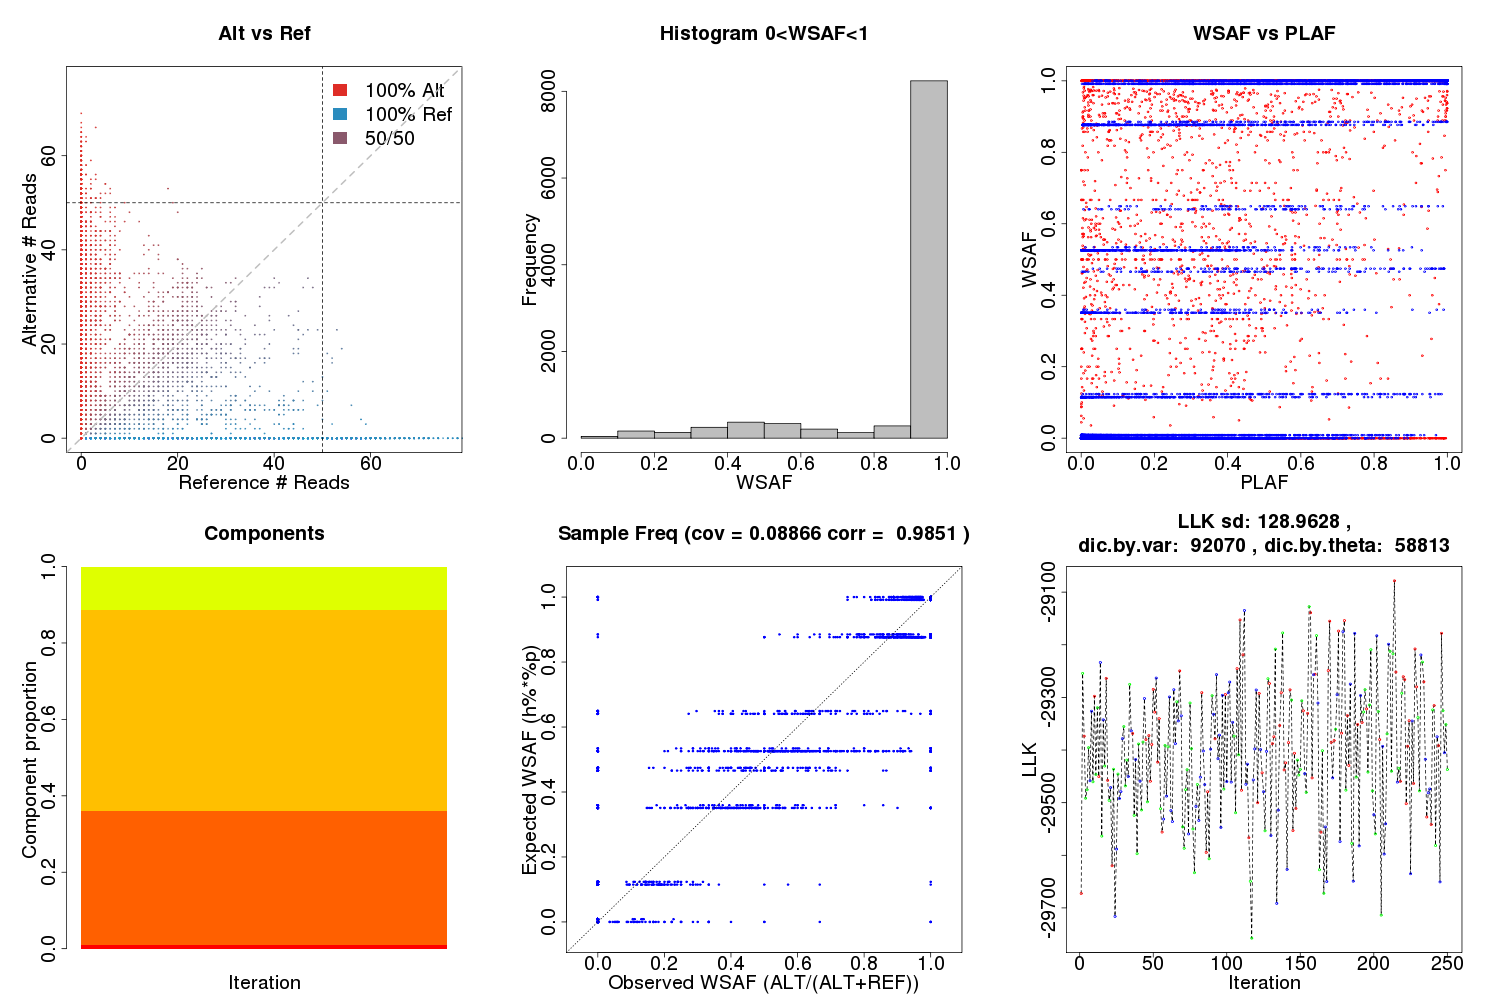 Alt vs Ref
100% Alt
100% Ref
50/50
Alternative # Reads
0 20 40 60
0 20 40 60
Reference # Reads
Histogram 0<WSAF<1
Frequency
0 2000 4000 6000 8000
0.0 0.2 0.4 0.6 0.8 1.0
WSAF
WSAF vs PLAF
WSAF
0.0 0.2 0.4 0.6 0.8 1.0
0.0 0.2 0.4 0.6 0.8 1.0
PLAF
Components
Component proportion
0.0 0.2 0.4 0.6 0.8 1.0
Iteration
Sample Freq (cov = 0.08866 corr = 0.9851 )
Expected WSAF (h%*%p)
0.0 0.2 0.4 0.6 0.8 1.0
0.0 0.2 0.4 0.6 0.8 1.0
Observed WSAF (ALT/(ALT+REF))
LLK sd: 128.9628 ,
dic.by.var: 92070 , dic.by.theta: 58813
LLK
-29700 -29500 -29300 -29100
0 50 100 150 200 250
Iteration